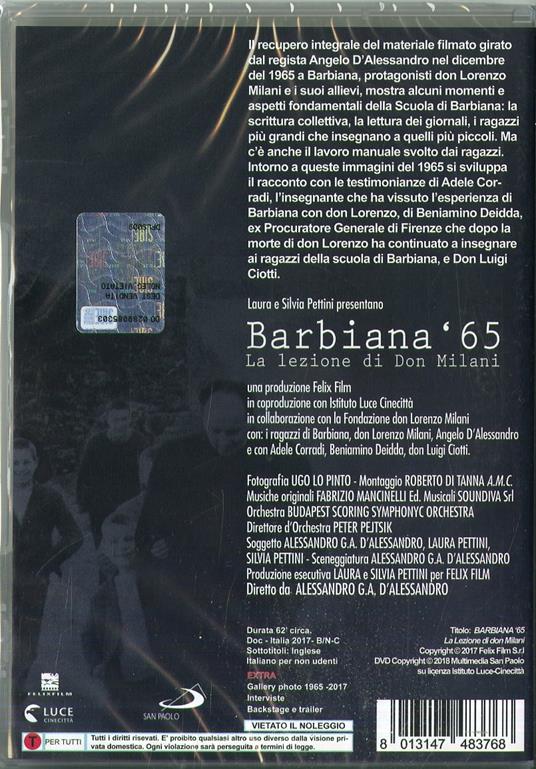 Il recupero integrale del materiale filmato girato
dal regista Angelo D'Alessandro nel dicembre
del 1965 a Barbiana, protagonisti don Lorenzo
Milani e i suoi allievi, mostra alcuni momenti e
aspetti fondamentali della Scuola di Barbiana: la
scrittura collettiva, la lettura dei giornali, i ragazzi
più grandi che insegnano a quelli più piccoli. Ma
c'è anche il lavoro manuale svolto dai ragazzi.
Intorno a queste immagini del 1965 si sviluppa
il racconto con le testimonianze di Adele Cor-
radi, l'insegnante che ha vissuto l'esperienza di
Barbiana con don Lorenzo, di Beniamino Deidda,
ex Procuratore Generale di Firenze che dopo la
morte di don Lorenzo ha continuato a insegnare
ai ragazzi della scuola di Barbiana, e Don Luigi
Ciotti.
DEST VENDITA
NOLEG VIETATO
DO 0289085303
Laura e Silvia Pettini presentano
Barbiana '65
La lezione di Don Milani
una produzione Felix Film
in coproduzione con Istituto Luce Cinecittà
in collaborazione con la Fondazione don Lorenzo Milani
con: i ragazzi di Barbiana, don Lorenzo Milani, Angelo D'Alessandro
e con Adele Corradi, Beniamino Deidda, don Luigi Ciotti.
Fotografia UGO LO PINTO - Montaggio ROBERTO DI TANNA A.M.C.
Musiche originali FABRIZIO MANCINELLI Ed. Musicali SOUNDIVA Srl
Orchestra BUDAPEST SCORING SYMPHONYC ORCHESTRA
Direttore d'Orchestra PETER PEJTSIK
Soggetto ALESSANDRO G.A. D'ALESSANDRO, LAURA PETTINI,
SILVIA PETTINI - Sceneggiatura ALESSANDRO G.A. D'ALESSANDRO
Produzione esecutiva LAURA e SILVIA PETTINI per FELIX FILM
Diretto da ALESSANDRO G.A, D'ALESSANDRO
Durata 62' circa.
Doc - Italia 2017- B/N-C
Sottotitoli: Inglese
Italiano per non udenti
EXTRA
Gallery photo 1965 -2017
Interviste
Backstage e trailer
Titolo: BARBIANA '65
La Lezione di don Milani
Copyright © 2017 Felix Film S.r.l
DVD Copyright © 2018 Multimedia San Paolo
su licenza Istituto Luce-Cinecittà
FELIXFILM
LUCE
CINECITTÀ
SAN PAOLO
VIETATO IL NOLEGGIO
T PER TUTTI
Tutti i diritti risevati. E' proibito qualsiasi altro uso diverso dalla visione pri-
vata domestica. Ogni violazione sarà perseguita a termini di legge.
8 013147 483768